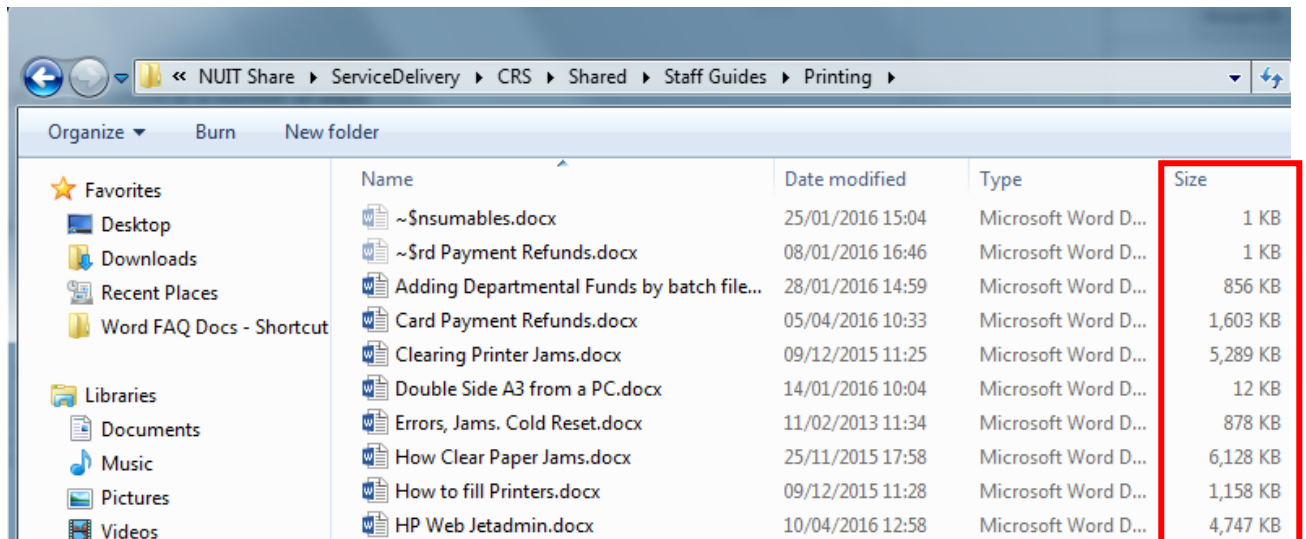 « NUIT Share ▸ ServiceDelivery ▸ CRS ▸ Shared ▸ Staff Guides ▸ Printing ▸
Organize ▾ Burn New folder
Favorites
Desktop
Downloads
Recent Places
Word FAQ Docs - Shortcut
Libraries
Documents
Music
Pictures
Videos
Name Date modified Type Size
~$nsumables.docx 25/01/2016 15:04 Microsoft Word D... 1 KB
~$rd Payment Refunds.docx 08/01/2016 16:46 Microsoft Word D... 1 KB
Adding Departmental Funds by batch file... 28/01/2016 14:59 Microsoft Word D... 856 KB
Card Payment Refunds.docx 05/04/2016 10:33 Microsoft Word D... 1,603 KB
Clearing Printer Jams.docx 09/12/2015 11:25 Microsoft Word D... 5,289 KB
Double Side A3 from a PC.docx 14/01/2016 10:04 Microsoft Word D... 12 KB
Errors, Jams. Cold Reset.docx 11/02/2013 11:34 Microsoft Word D... 878 KB
How Clear Paper Jams.docx 25/11/2015 17:58 Microsoft Word D... 6,128 KB
How to fill Printers.docx 09/12/2015 11:28 Microsoft Word D... 1,158 KB
HP Web Jetadmin.docx 10/04/2016 12:58 Microsoft Word D... 4,747 KB